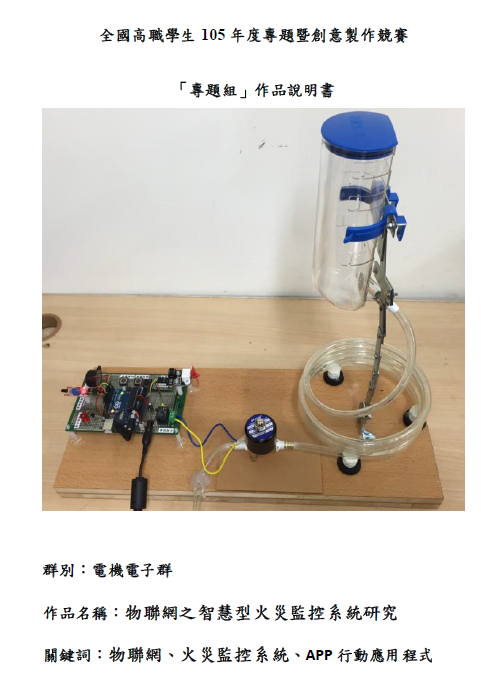 全國高職學生 105 年度專題暨創意製作競賽
「專題組」作品說明書
群別：電機電子群
作品名稱：物聯網之智慧型火災監控系統研究
關鍵詞：物聯網、火災監控系統、APP 行動應用程式